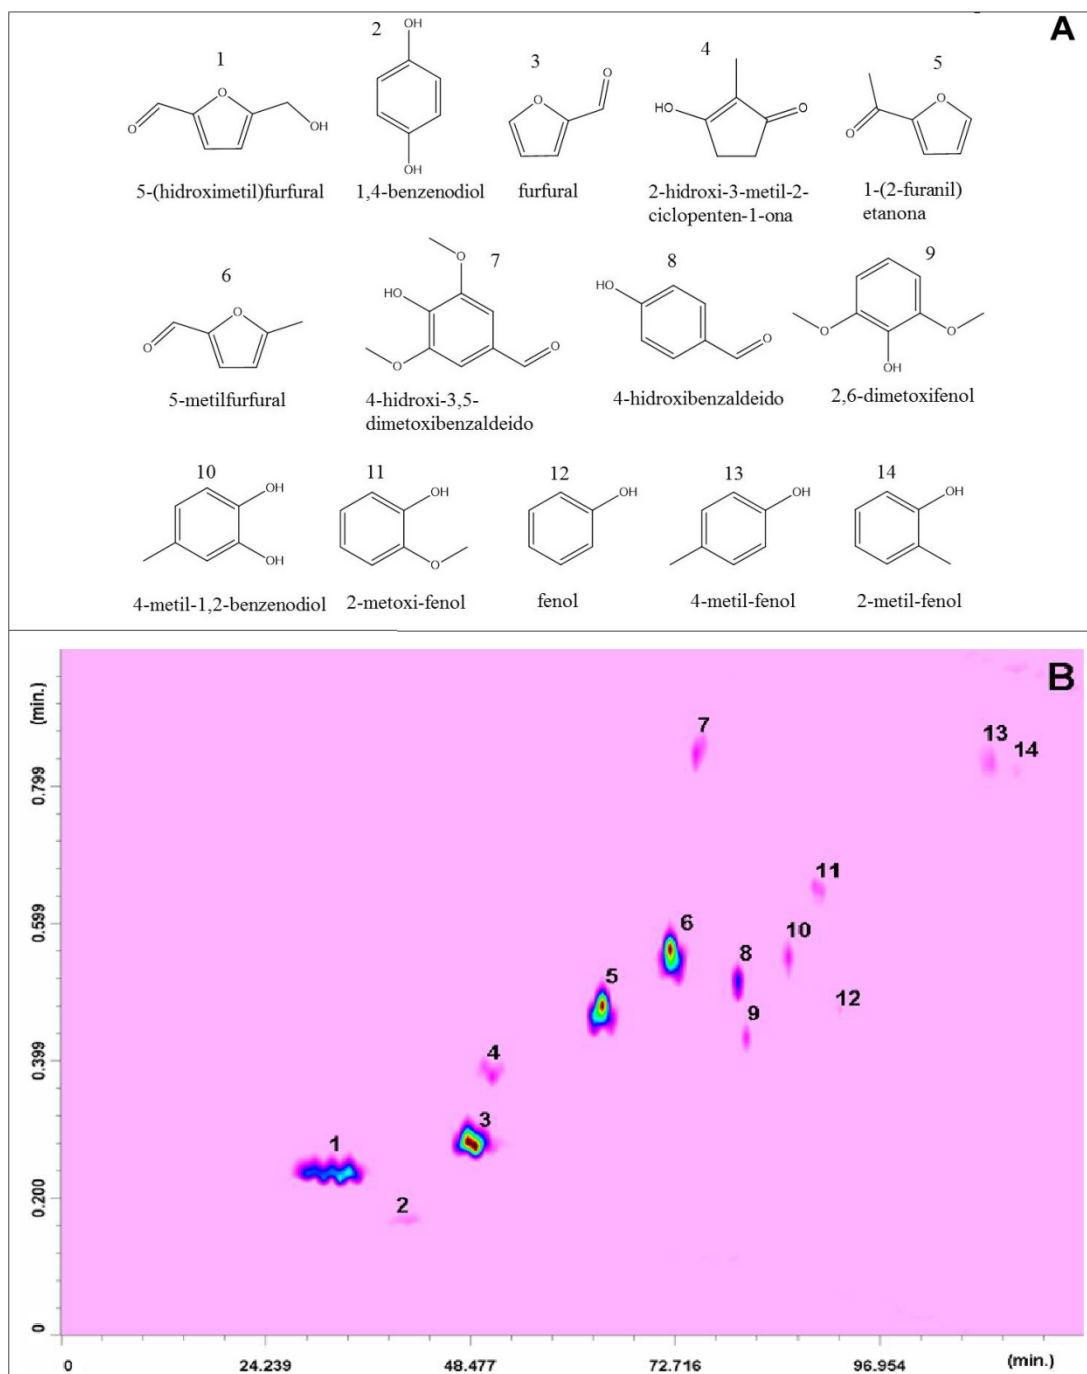 A
1
2
3
4
5
OH
OH
O
O
OH
O
O
HO
O
O
O
5-(hidroximetil)furfural
1,4-benzenodiol
furfural
2-hidroxi-3-metil-2-
ciclopenten-1-ona
1-(2-furanil)
etanona
6
7
8
9
O
O
O
HO
O
O
HO
O
O
O
OH
5-metilfurfural
4-hidroxi-3,5-
dimetoxibenzaldeido
4-hidroxibenzaldeido
2,6-dimetoxifenol
10
11
12
13
14
OH
OH
OH
O
OH
OH
OH
4-metil-1,2-benzenodiol
2-metoxi-fenol
fenol
4-metil-fenol
2-metil-fenol
B
(min.)
0.799
0.599
0.399
0.200
0
7
13
14
11
6
10
8
5
12
9
4
3
1
2
0
24.239
48.477
72.716
96.954
(min.)